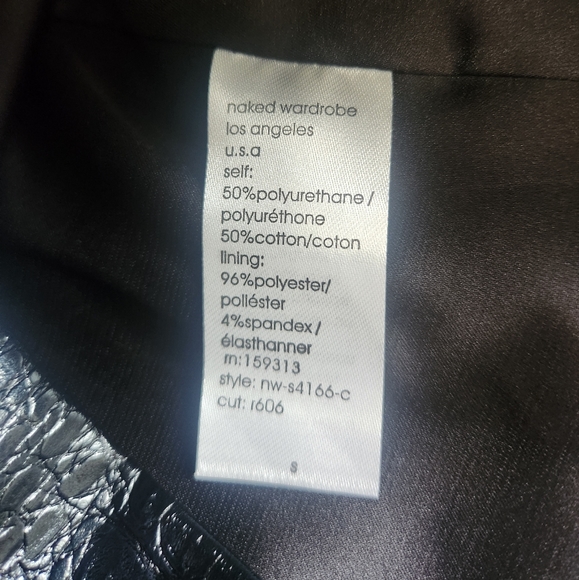 naked wardrobe
los angeles
u.s.a
self:
50%polyurethane/
polyuréthone
50%cotton/coton
lining:
96%polyester/
polléster
4%spandex/
élasthanner
rn:159313
style: nw-s4166-c
cut: r606
s